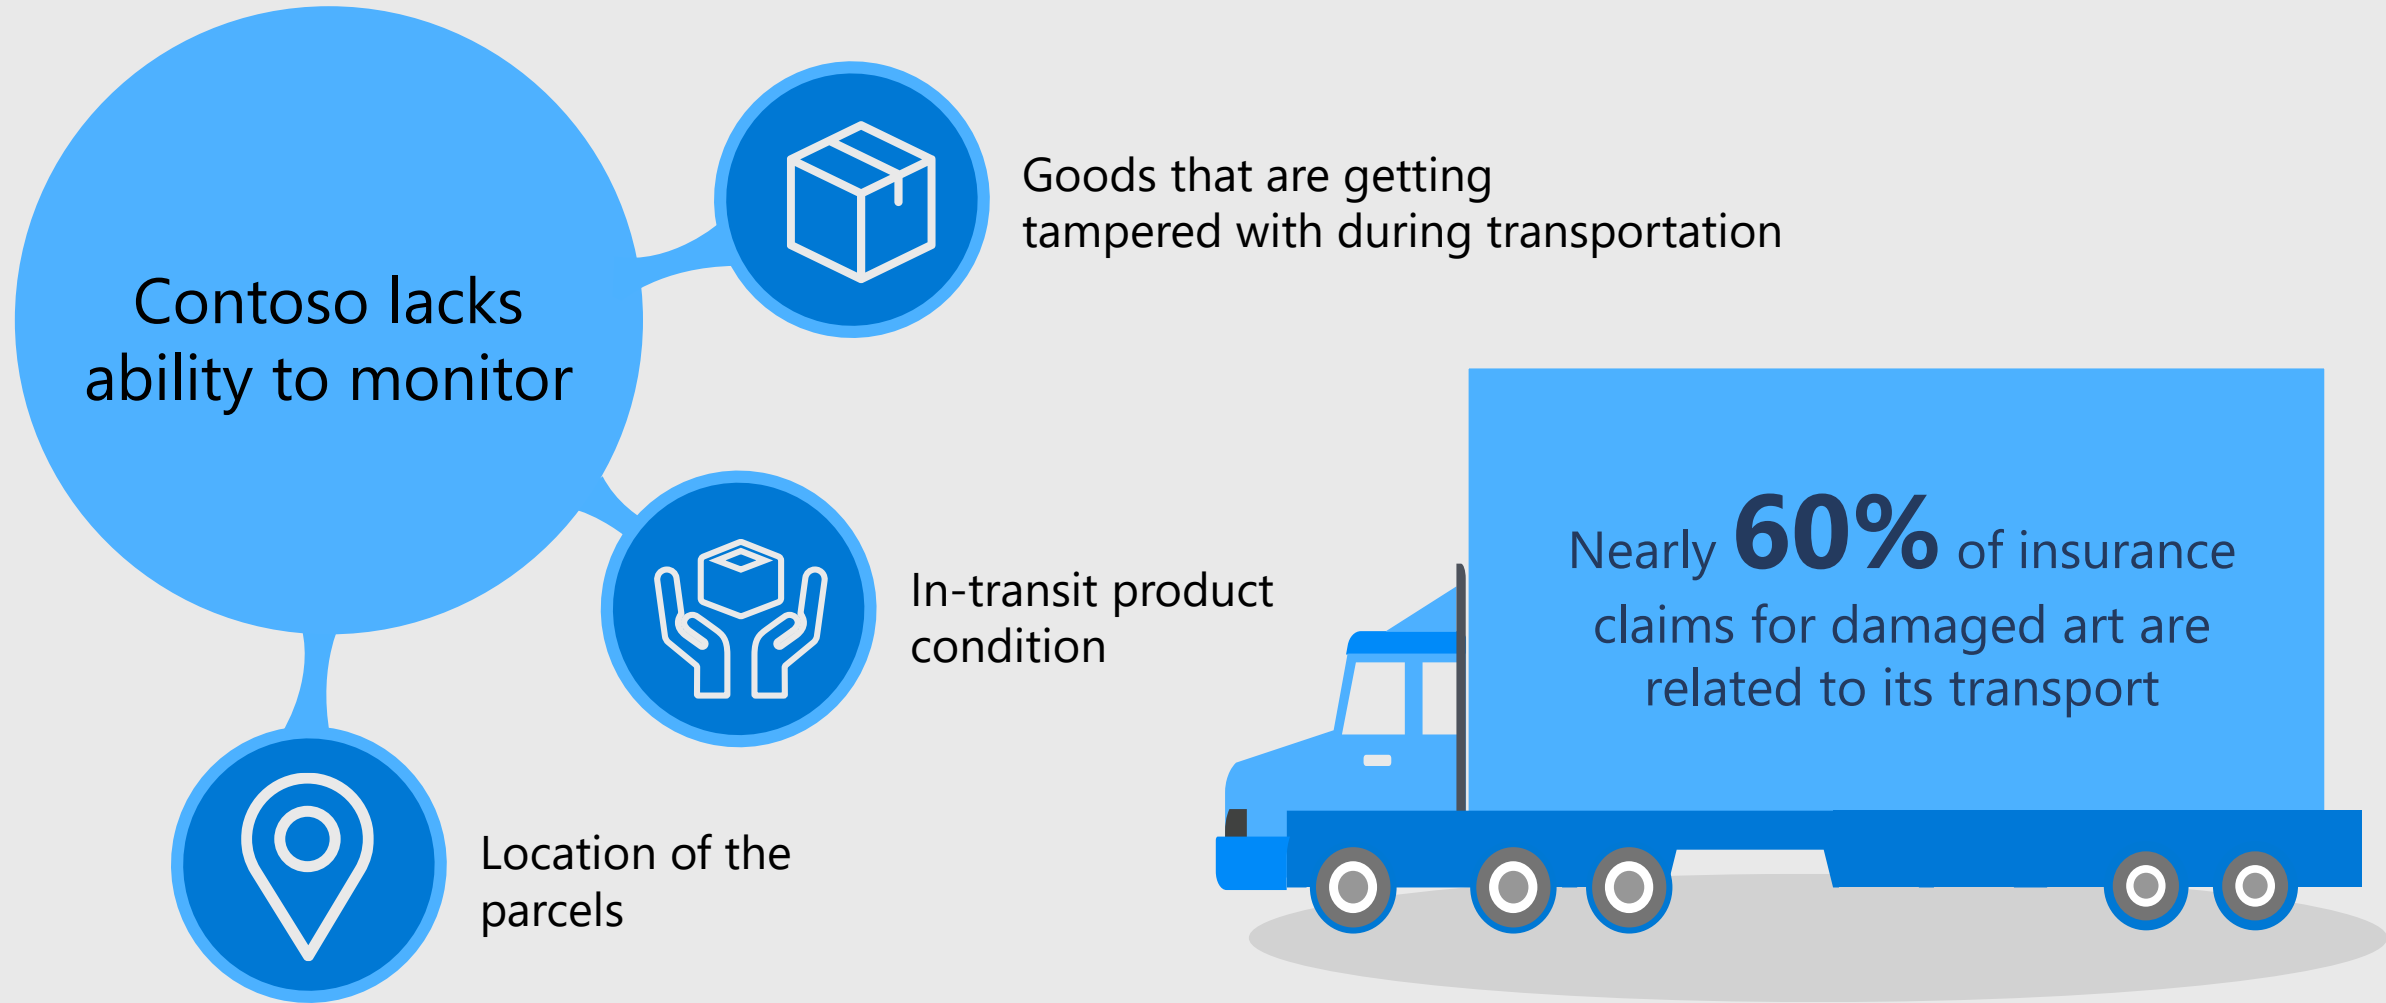 Contoso lacks
ability to monitor
Goods that are getting
tampered with during transportation
In-transit product
condition
Location of the
parcels
Nearly 60% of insurance
claims for damaged art are
related to its transport